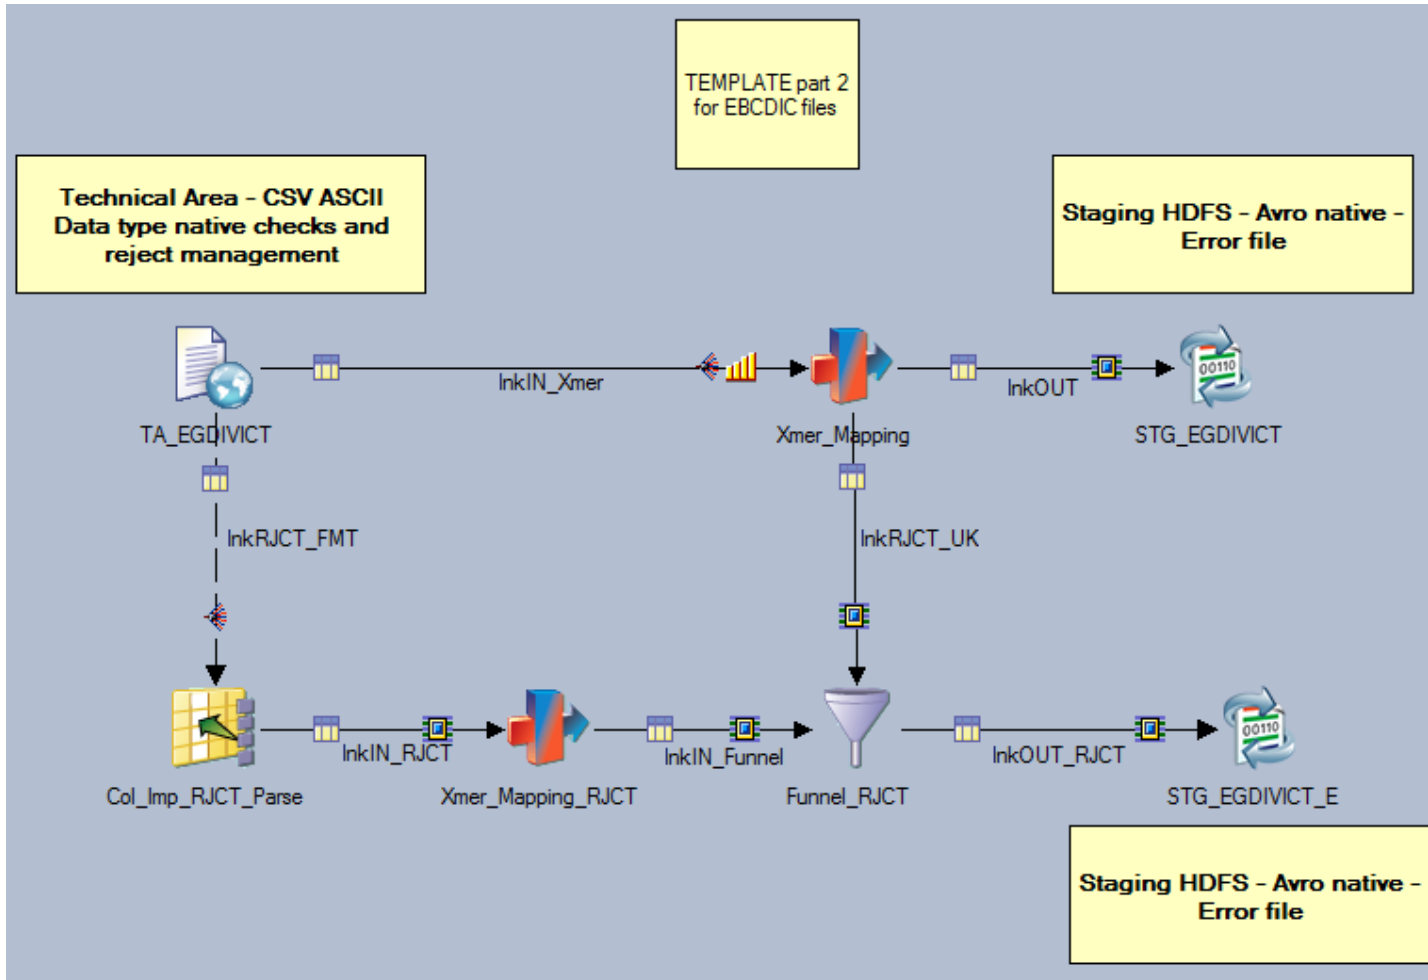 TEMPLATE part 2
for EBCDIC files
Technical Area - CSV ASCII
Data type native checks and
reject management
Staging HDFS - Avro native -
Error file
lnkIN_Xmer
lnkOUT
TA_EGDIVICT
Xmer_Mapping
STG_EGDIVICT
lnkRJCT_FMT
lnkRJCT_UK
lnkIN_RJCT
lnkIN_Funnel
lnkOUT_RJCT
Col_Imp_RJCT_Parse
Xmer_Mapping_RJCT
Funnel_RJCT
STG_EGDIVICT_E
Staging HDFS - Avro native -
Error file
00110
00110